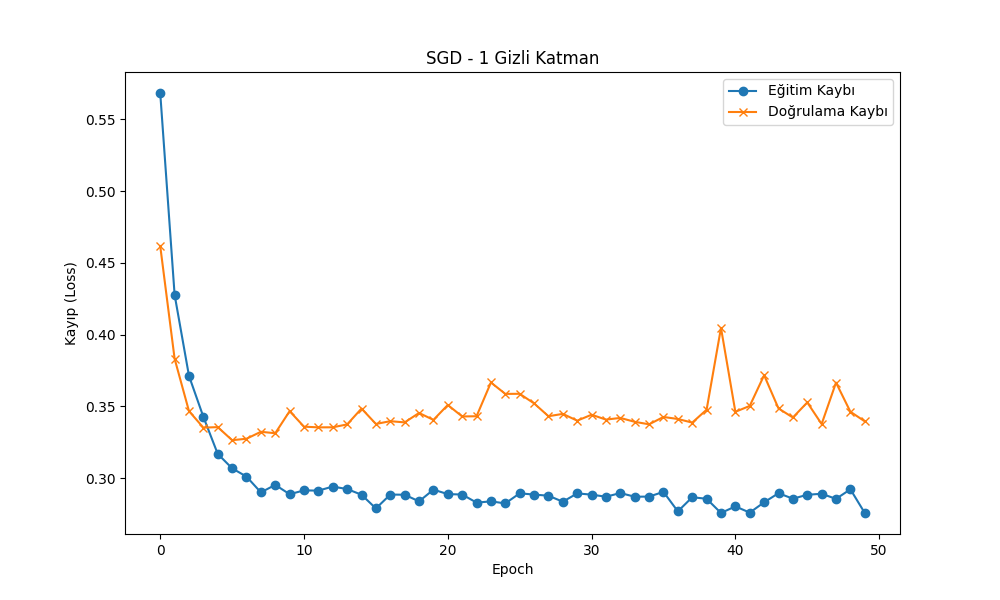 SGD - 1 Gizli Katman
Eğitim Kaybı
Doğrulama Kaybı
Kayıp (Loss)
0.55
0.50
0.45
0.40
0.35
0.30
0
10
20
30
40
50
Epoch